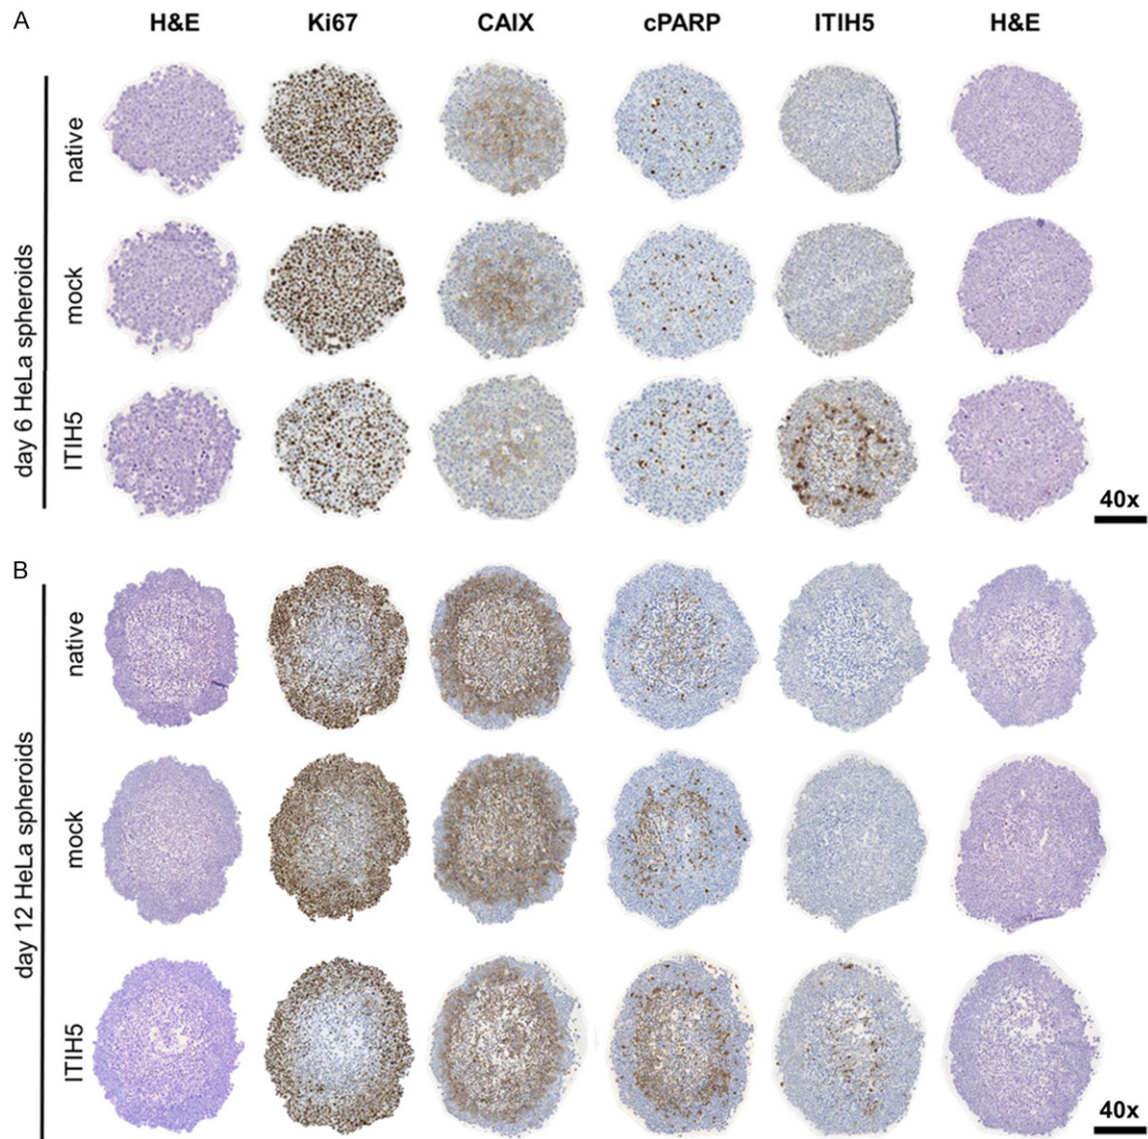 A
H&E Ki67 CAIX cPARP ITIH5 H&E
day 6 HeLa spheroids
native
mock
ITIH5
40x
B
day 12 HeLa spheroids
native
mock
ITIH5
40x